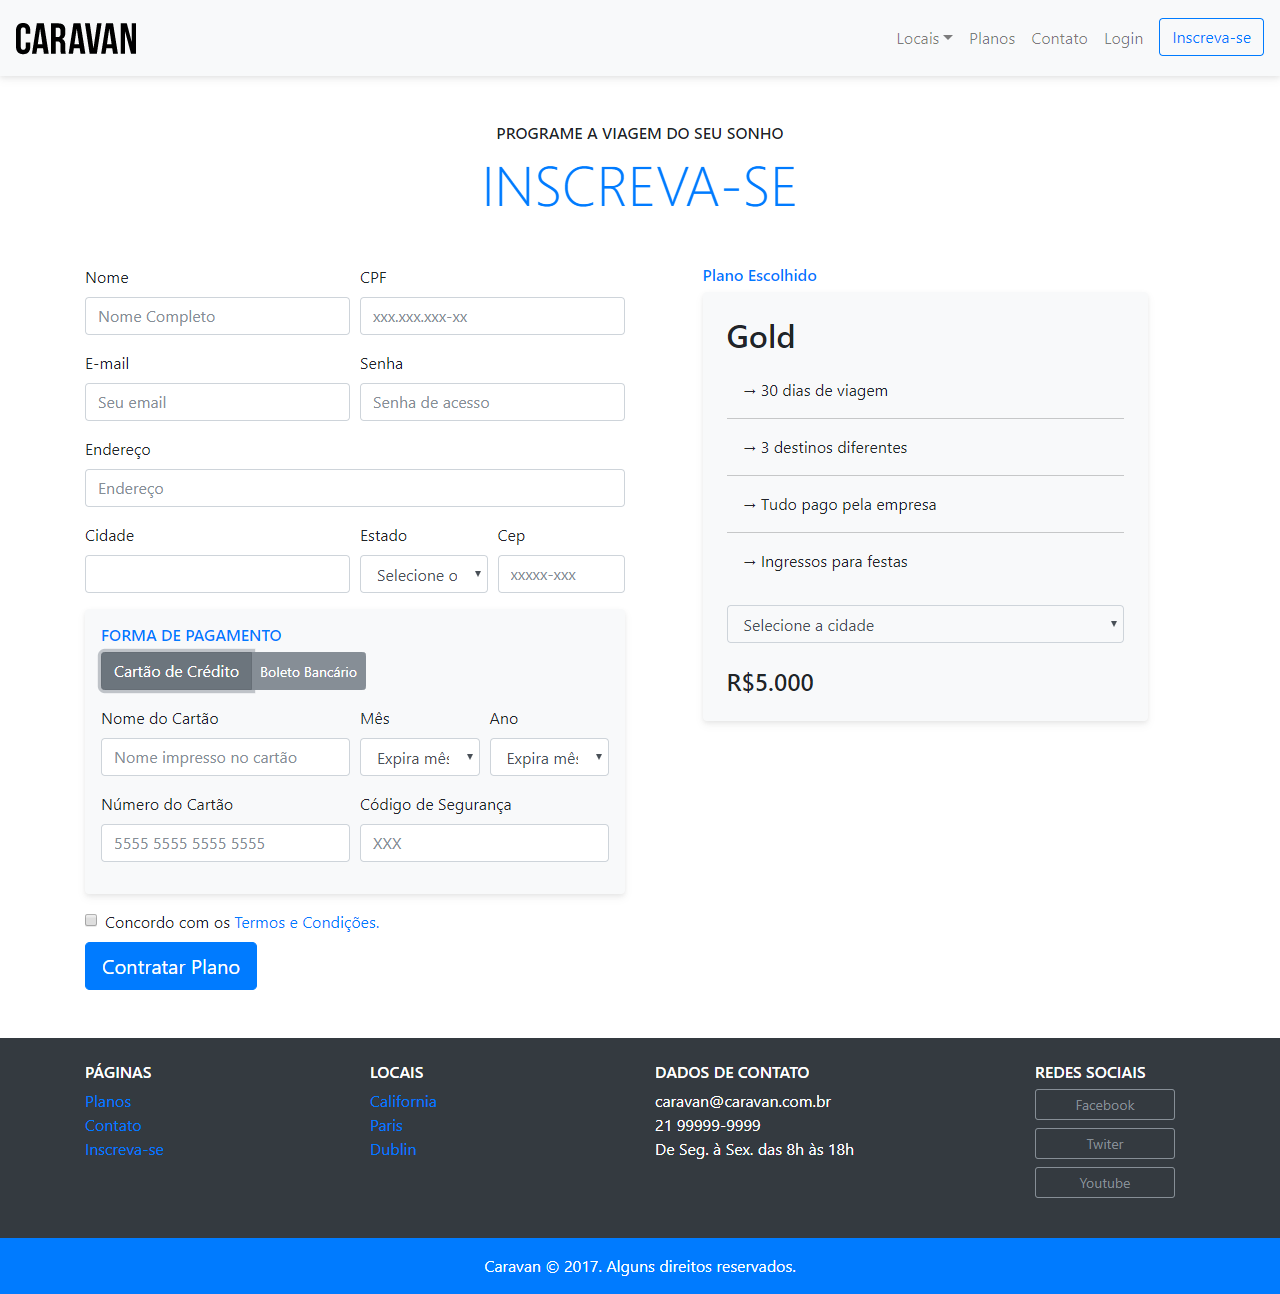 CARAVAN
Locais Planos Contato Login Inscreva-se
PROGRAME A VIAGEM DO SEU SONHO
INSCREVA-SE
Nome CPF
Nome Completo xxx.xxx.xxx-xx
E-mail Senha
Seu email Senha de acesso
Endereço
Endereço
Cidade Estado Cep
Selecione o xxxxx-xxx
FORMA DE PAGAMENTO
Cartão de Crédito Boleto Bancário
Nome do Cartão Mês Ano
Nome impresso no cartão Expira mês Expira mês
Número do Cartão Código de Segurança
5555 5555 5555 5555 XXX
Concordo com os Termos e Condições.
Contratar Plano
Plano Escolhido
Gold
→ 30 dias de viagem
→ 3 destinos diferentes
→ Tudo pago pela empresa
→ Ingressos para festas
Selecione a cidade
R$5.000
PÁGINAS
Planos
Contato
Inscreva-se
LOCAIS
California
Paris
Dublin
DADOS DE CONTATO
caravan@caravan.com.br
21 99999-9999
De Seg. à Sex. das 8h às 18h
REDES SOCIAIS
Facebook
Twiter
Youtube
Caravan © 2017. Alguns direitos reservados.